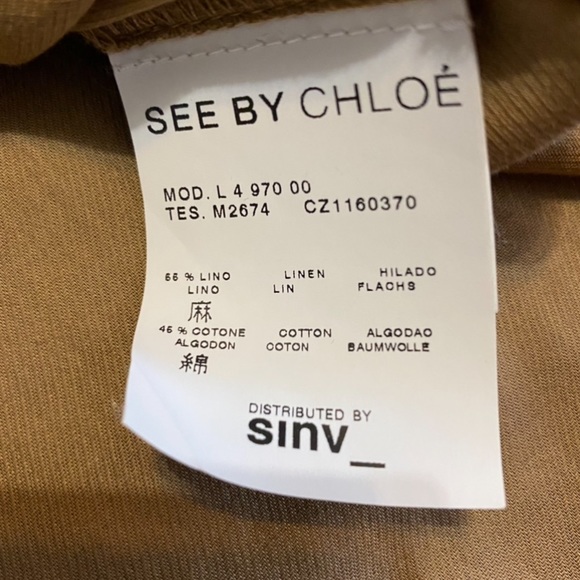 SEE BY CHLOÉ
MOD. L 4 970 00
TES. M2674 CZ1160370
55 % LINO LINEN HILADO
LINO LIN FLACHS
麻
45 % COTONE COTTON ALGODAO
ALGODON COTON BAUMWOLLE
綿
DISTRIBUTED BY
sinv_